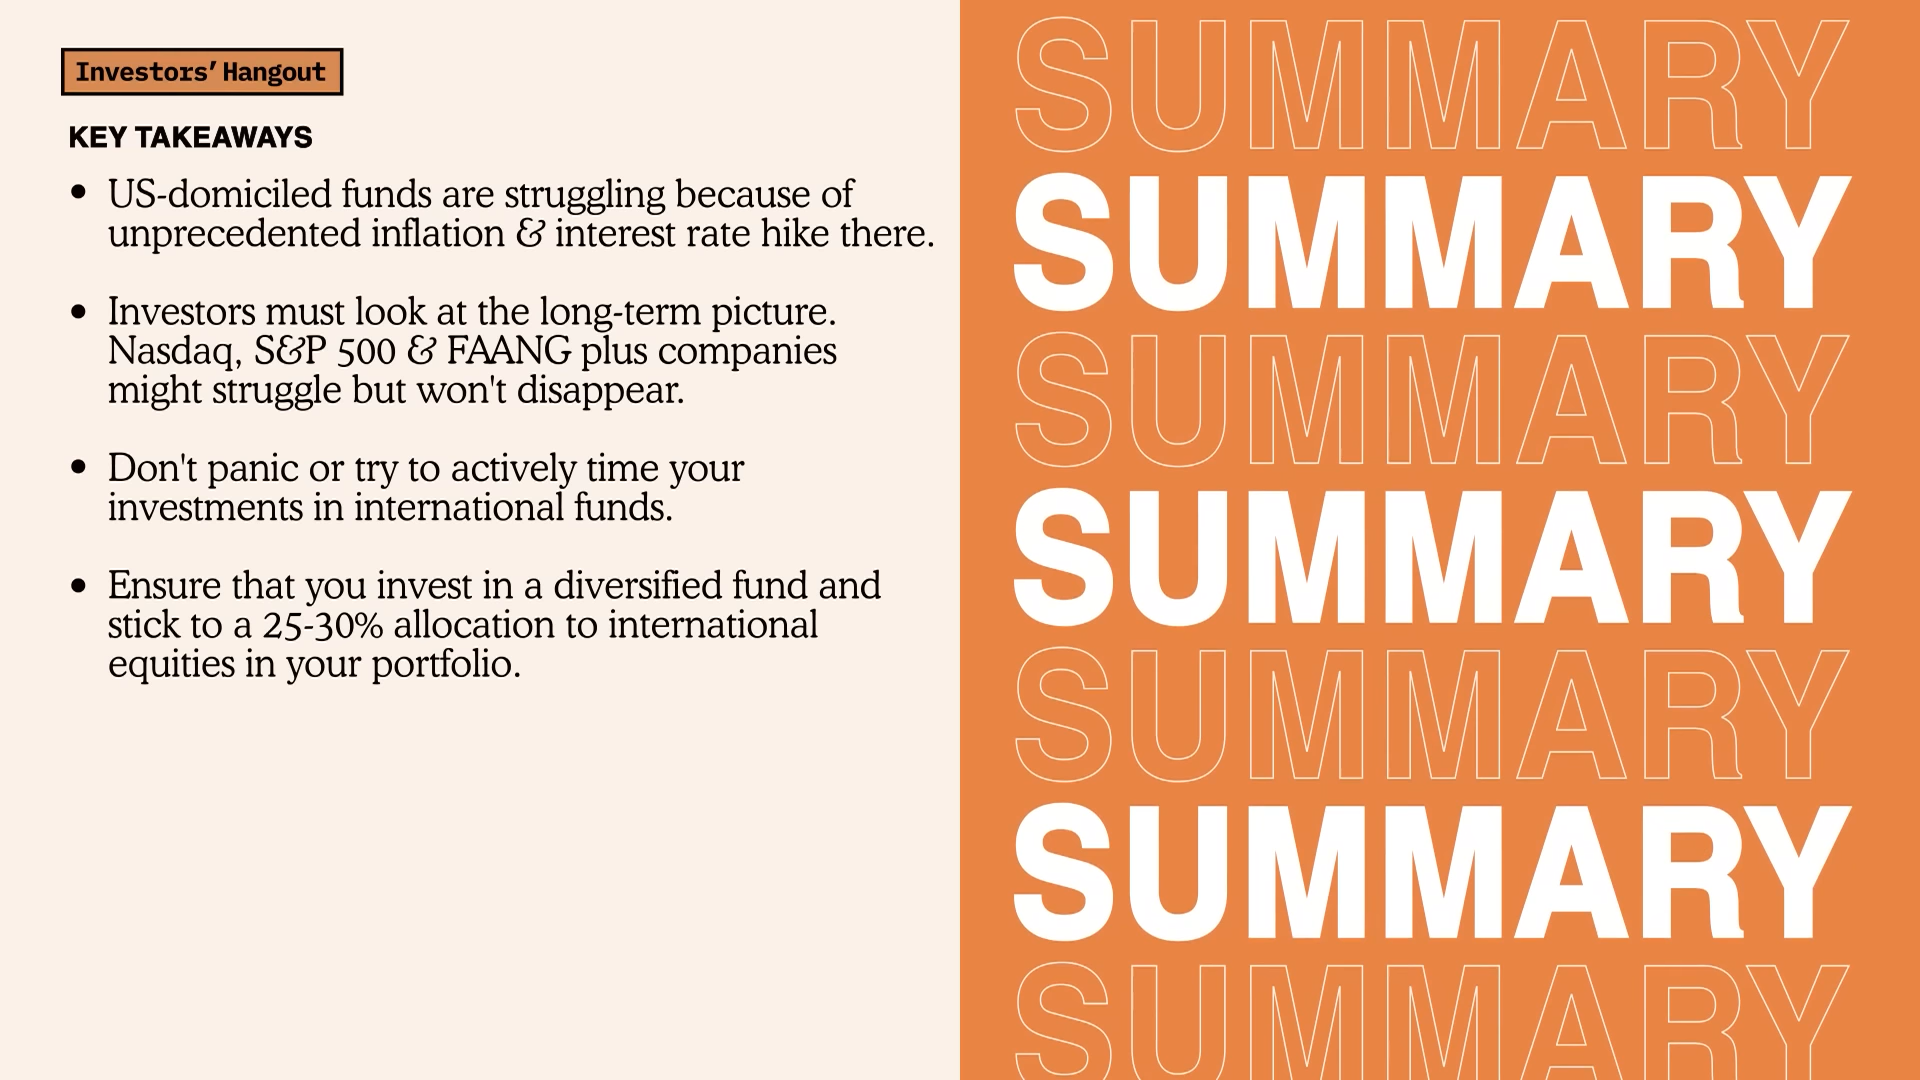 Investors' Hangout
KEY TAKEAWAYS
• US-domiciled funds are struggling because of
unprecedented inflation & interest rate hike there.
• Investors must look at the long-term picture.
Nasdaq, S&P 500 & FAANG plus companies
might struggle but won't disappear.
• Don't panic or try to actively time your
investments in international funds.
• Ensure that you invest in a diversified fund and
stick to a 25-30% allocation to international
equities in your portfolio.
SUMMARY
SUMMARY
SUMMARY
SUMMARY
SUMMARY
SUMMARY
SUMMARY